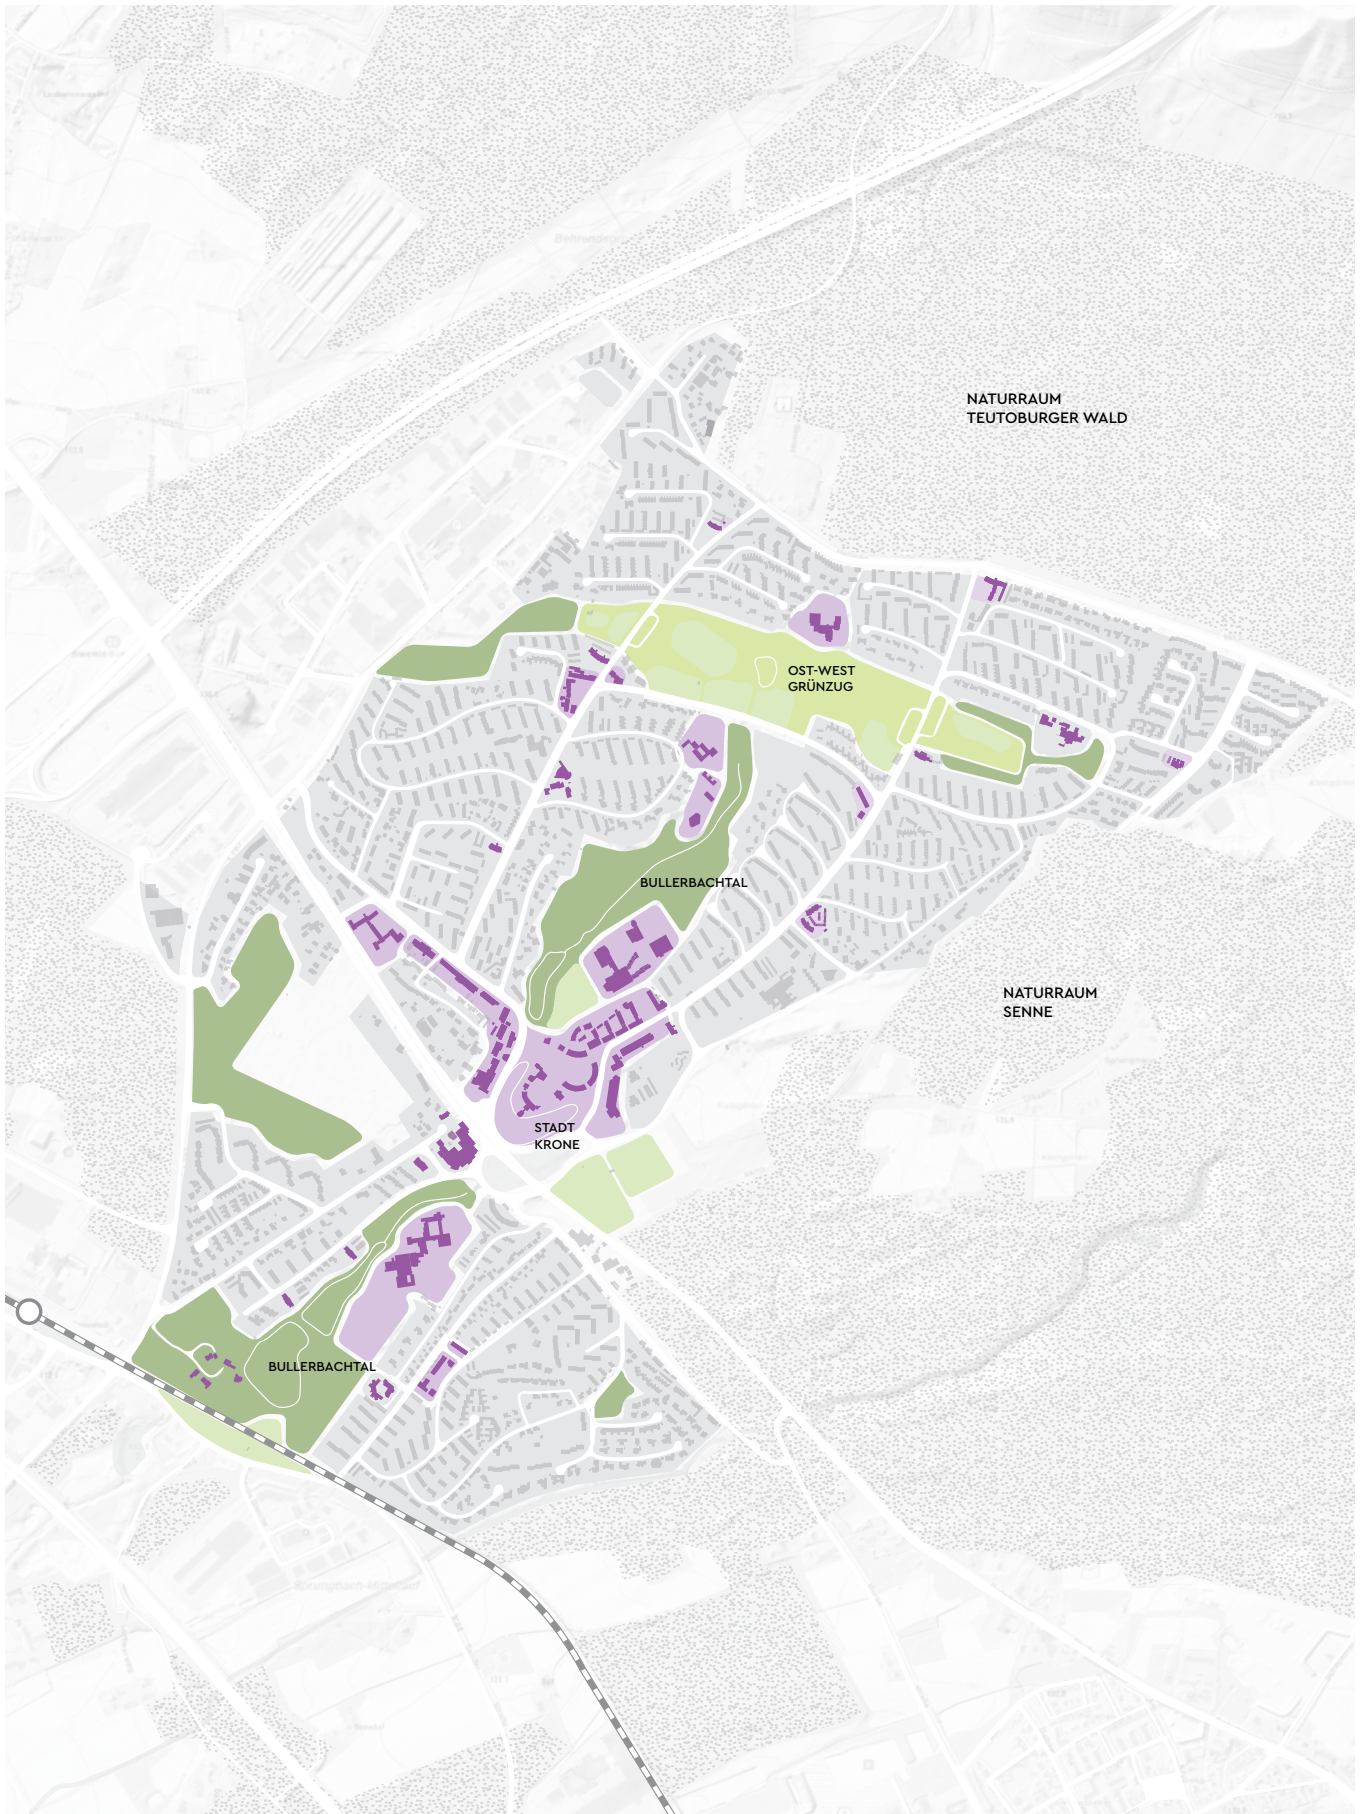 NATURRAUM
TEUTOBURGER WALD
OST-WEST
GRÜNZUG
BULLERBACHTAL
NATURRAUM
SENNE
STADT
KRONE
BULLERBACHTAL